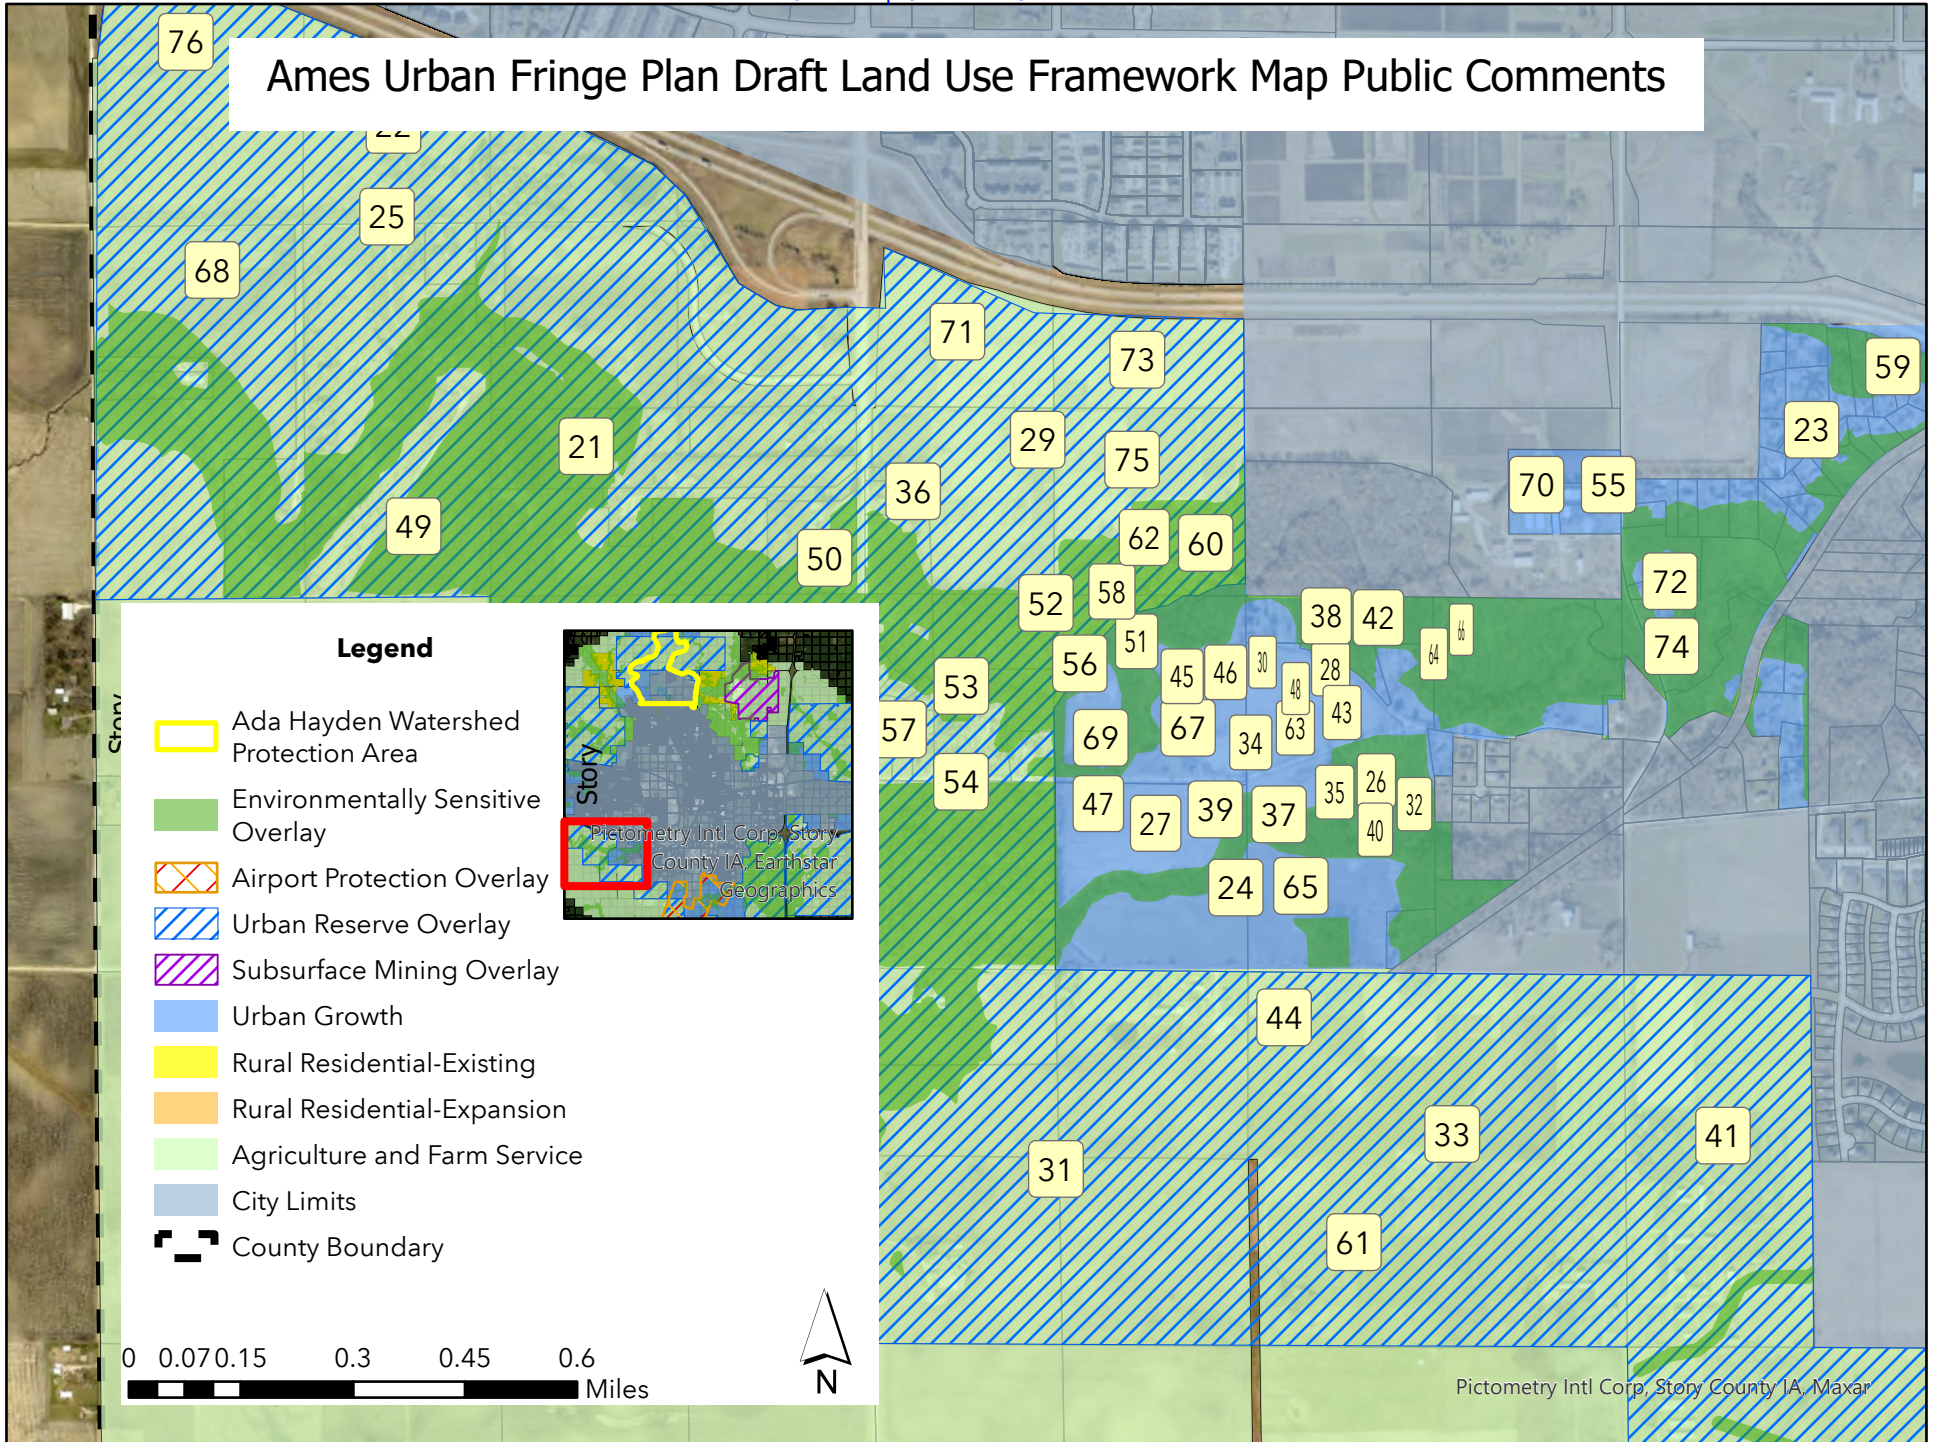 Ames Urban Fringe Plan Draft Land Use Framework Map Public Comments
76
22
25
68
71
73
59
29
23
21
75
36
70
55
49
62
60
50
72
58
52
38
42
66
51
74
64
56
30
28
46
45
48
53
43
57
67
63
69
34
54
26
35
47
32
39
37
27
40
24
65
44
33
41
31
61
Story
Legend
Ada Hayden Watershed
Protection Area
Environmentally Sensitive
Overlay
Airport Protection Overlay
Urban Reserve Overlay
Subsurface Mining Overlay
Urban Growth
Rural Residential-Existing
Rural Residential-Expansion
Agriculture and Farm Service
City Limits
County Boundary
Story
Pictometry Intl Corp, Story
County IA, Earthstar
Geographics
0 0.07 0.15 0.3 0.45 0.6
Miles
N
Pictometry Intl Corp, Story County IA, Maxar